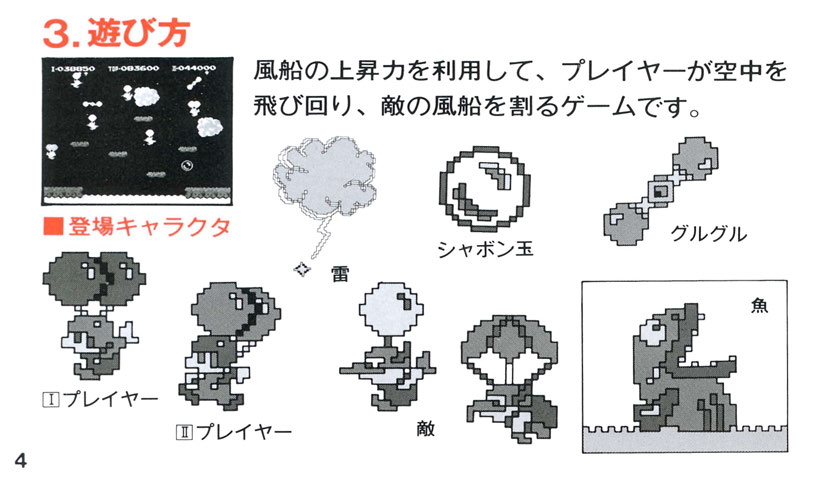 3.遊び方
I-038850 TOP-083600 II-044000
風船の上昇力を利用して、プレイヤーが空中を
飛び回り、敵の風船を割るゲームです。
■登場キャラクタ
雷
シャボン玉
グルグル
Ⅰプレイヤー
Ⅱプレイヤー
敵
魚
4